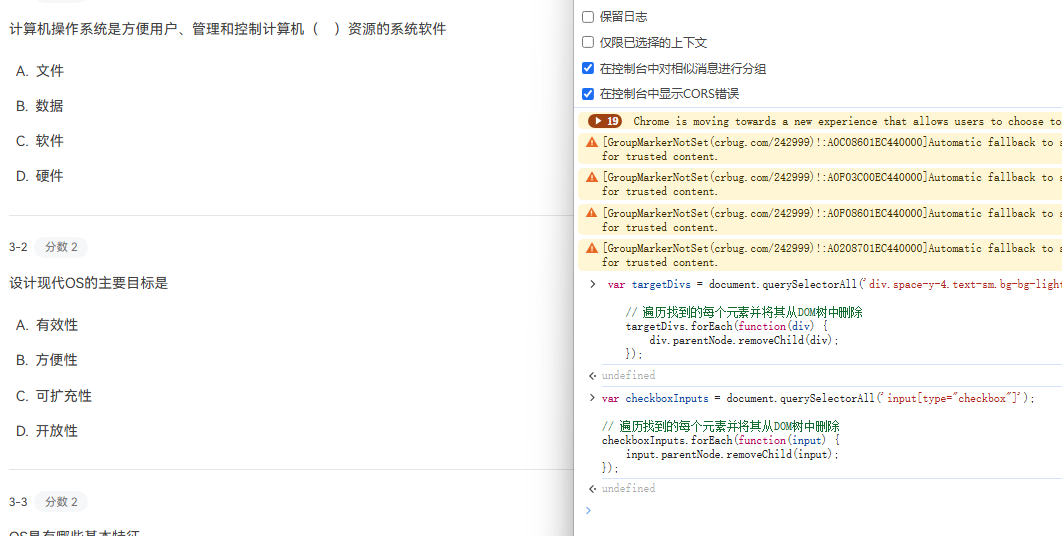 计算机操作系统是方便用户、管理和控制计算机（ ）资源的系统软件
A. 文件
B. 数据
C. 软件
D. 硬件
3-2 分数 2
设计现代OS的主要目标是
A. 有效性
B. 方便性
C. 可扩充性
D. 开放性
3-3 分数 2
OS具有哪些基本特征
保留日志
仅限已选择的上下文
在控制台中对相似消息进行分组
在控制台中显示CORS错误
19 Chrome is moving towards a new experience that allows users to choose to
[GroupMarkerNotSet(crbug.com/242999)!:A0C08601EC440000]Automatic fallback to
for trusted content.
[GroupMarkerNotSet(crbug.com/242999)!:A0F03C00EC440000]Automatic fallback to
for trusted content.
[GroupMarkerNotSet(crbug.com/242999)!:A0F08601EC440000]Automatic fallback to
for trusted content.
[GroupMarkerNotSet(crbug.com/242999)!:A0208701EC440000]Automatic fallback to
for trusted content.
var targetDivs = document.querySelectorAll('div.space-y-4.text-sm.bg-bg-light
// 遍历找到的每个元素并将其从DOM树中删除
targetDivs.forEach(function(div) {
div.parentNode.removeChild(div);
});
undefined
var checkboxInputs = document.querySelectorAll('input[type="checkbox"]');
// 遍历找到的每个元素并将其从DOM树中删除
checkboxInputs.forEach(function(input) {
input.parentNode.removeChild(input);
});
undefined